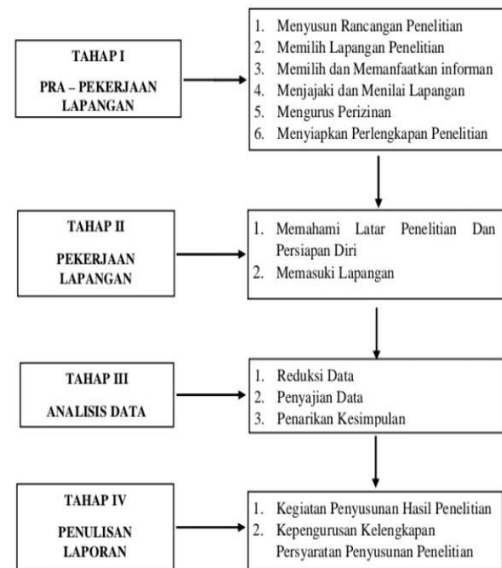 TAHAP I
PRA – PEKERJAAN
LAPANGAN
1. Menyusun Rancangan Penelitian
2. Memilih Lapangan Penelitian
3. Memilih dan Memanfaatkan informan
4. Menjajaki dan Menilai Lapangan
5. Mengurus Perizinan
6. Menyiapkan Perlengkapan Penelitian
TAHAP II
PEKERJAAN
LAPANGAN
1. Memahami Latar Penelitian Dan
Persiapan Diri
2. Memasuki Lapangan
TAHAP III
ANALISIS DATA
1. Reduksi Data
2. Penyajian Data
3. Penarikan Kesimpulan
TAHAP IV
PENULISAN
LAPORAN
1. Kegiatan Penyusunan Hasil Penelitian
2. Kepengurusan Kelengkapan
Persyaratan Penyusunan Penelitian